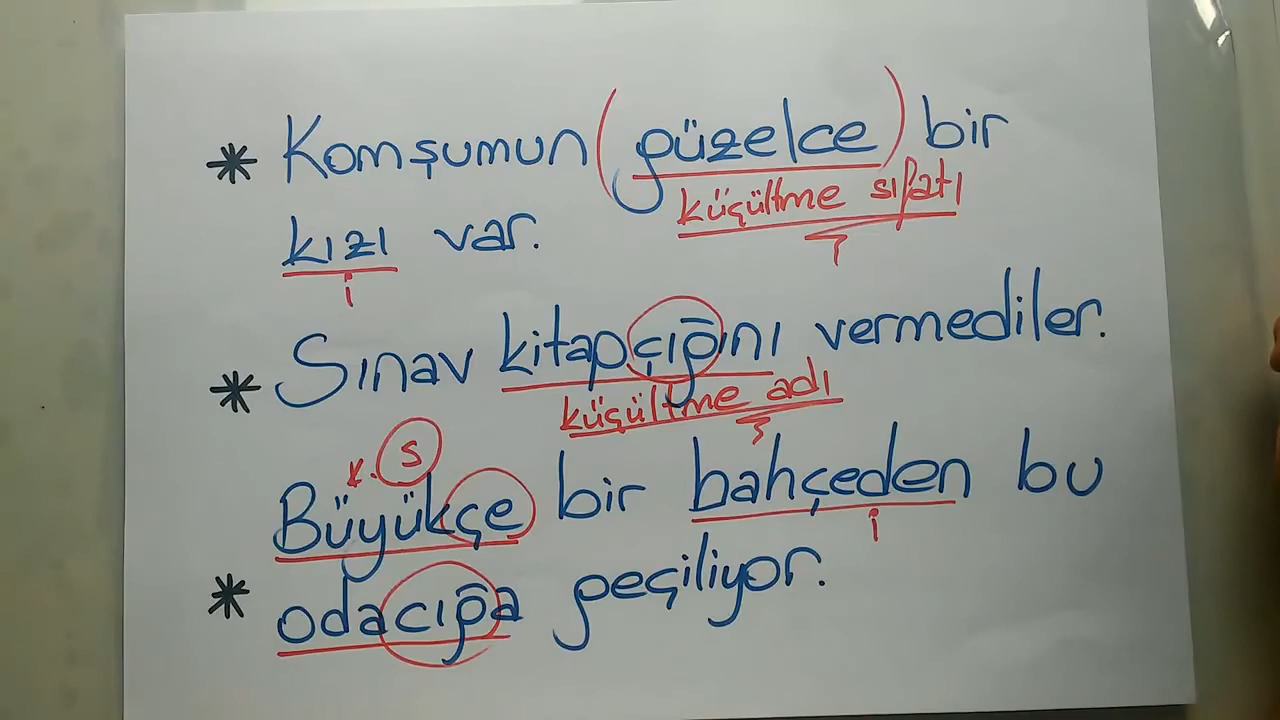 * Komşumun (güzelce) bir
küçültme sıfatı
kızı var.
i
* Sınav kitapçığını vermediler.
küçültme adı
K. S
Büyükçe bir bahçeden bu
i
* odacığa geçiliyor.